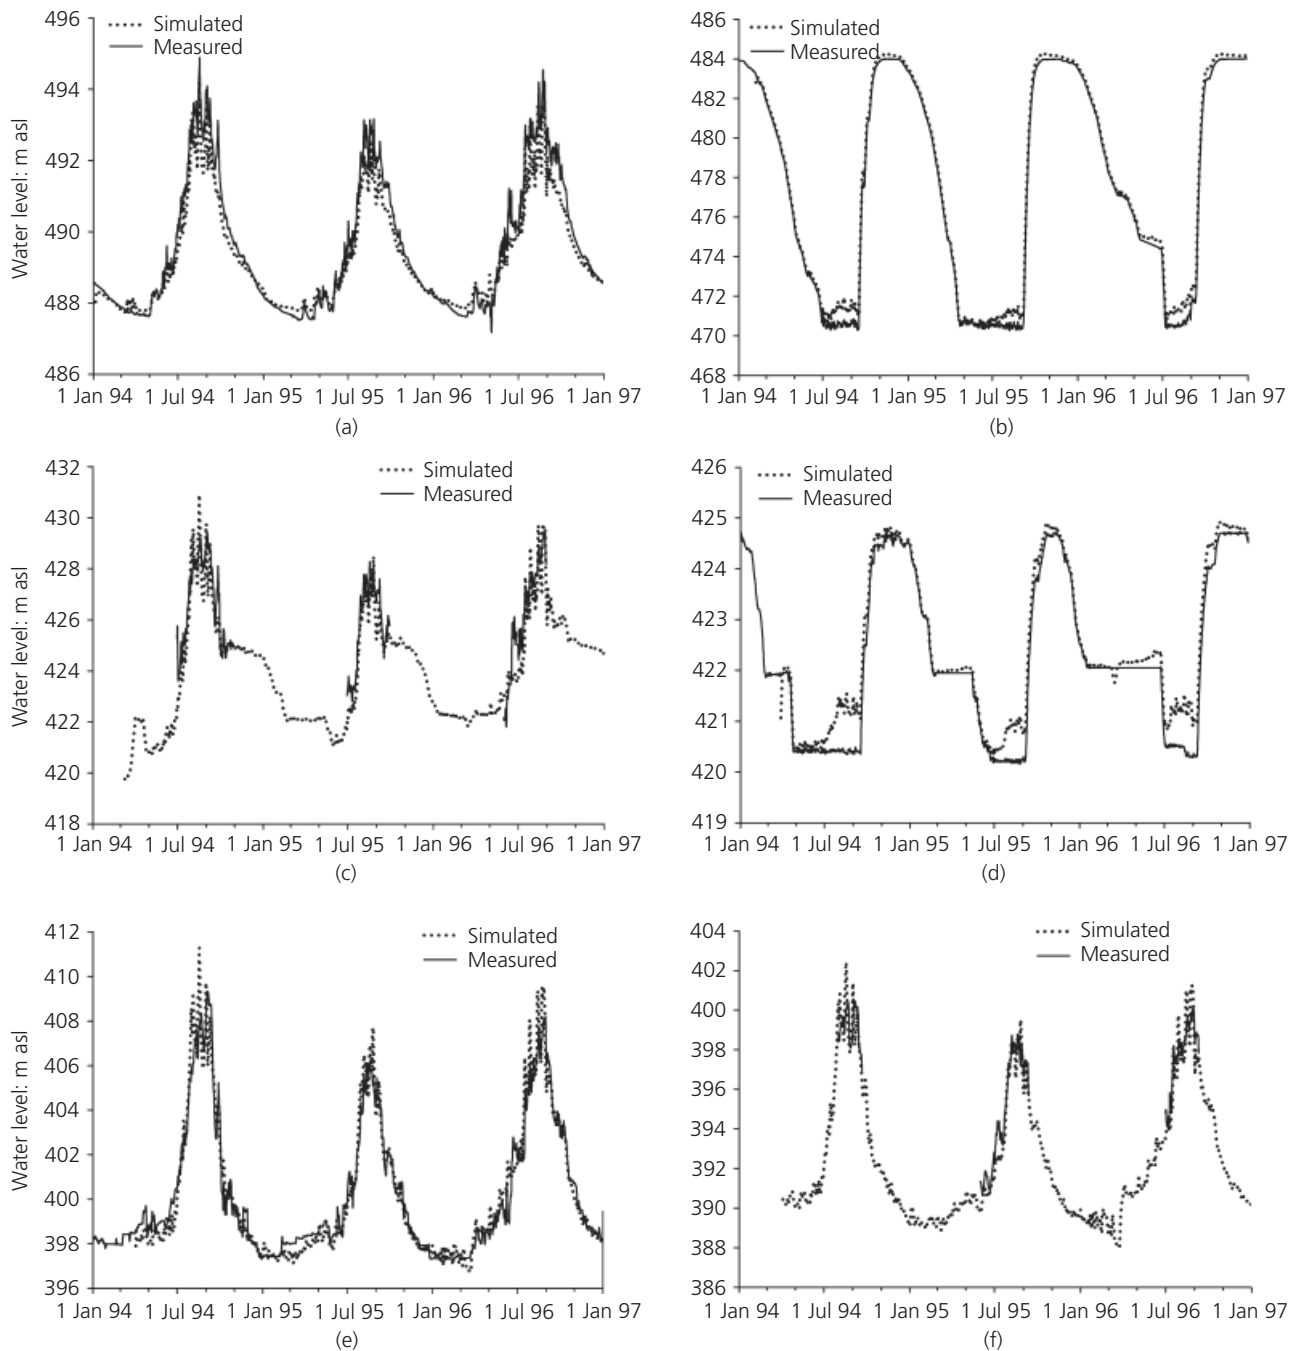 Simulated
Measured
Water level: m asl
496
494
492
490
488
486
1 Jan 94 1 Jul 94 1 Jan 95 1 Jul 95 1 Jan 96 1 Jul 96 1 Jan 97
(a)
Simulated
Measured
486
484
482
480
478
476
474
472
470
468
1 Jan 94 1 Jul 94 1 Jan 95 1 Jul 95 1 Jan 96 1 Jul 96 1 Jan 97
(b)
Simulated
Measured
Water level: m asl
432
430
428
426
424
422
420
418
1 Jan 94 1 Jul 94 1 Jan 95 1 Jul 95 1 Jan 96 1 Jul 96 1 Jan 97
(c)
Simulated
Measured
426
425
424
423
422
421
420
419
1 Jan 94 1 Jul 94 1 Jan 95 1 Jul 95 1 Jan 96 1 Jul 96 1 Jan 97
(d)
Simulated
Measured
Water level: m asl
412
410
408
406
404
402
400
398
396
1 Jan 94 1 Jul 94 1 Jan 95 1 Jul 95 1 Jan 96 1 Jul 96 1 Jan 97
(e)
Simulated
Measured
404
402
400
398
396
394
392
390
388
386
1 Jan 94 1 Jul 94 1 Jan 95 1 Jul 95 1 Jan 96 1 Jul 96 1 Jan 97
(f)